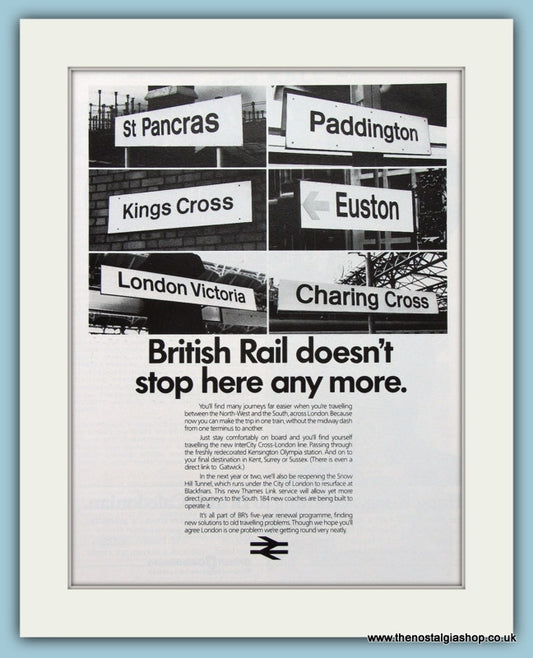 St Pancras
Paddington
Kings Cross
Euston
London Victoria
Charing Cross
British Rail doesn't
stop here any more.
You'll find many journeys far easier when you're travelling
between the North-West and the South, across London. Because
now you can make the trip in one train, without the midway dash
from one terminus to another.
Just stay comfortably on board and you'll find yourself
travelling the new InterCity Cross-London line. Passing through
the freshly redecorated Kensington Olympia station. And on to
your final destination in Kent, Surrey or Sussex. (There is even a
direct link to Gatwick.)
In the next year or two, we'll also be reopening the Snow
Hill Tunnel, which runs under the City of London to resurface at
Blackfriars. This new Thames Link service will allow yet more
direct journeys to the South. 184 new coaches are being built to
operate it.
It's all part of BR's five-year renewal programme, finding
new solutions to old travelling problems. Though we hope you'll
agree London is one problem we're getting round very neatly.
www.thenostalgiashop.co.uk